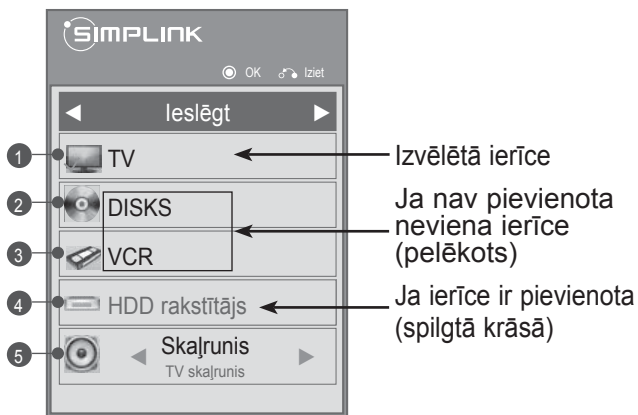 SIMPLINK
OK Iziet
Ieslēgt
1 TV
Izvēlētā ierīce
2 DISKS
3 VCR
Ja nav pievienota
neviena ierīce
(pelēkots)
4 HDD rakstītājs
Ja ierīce ir pievienota
(spilgtā krāsā)
5 Skaļrunis
TV skaļrunis